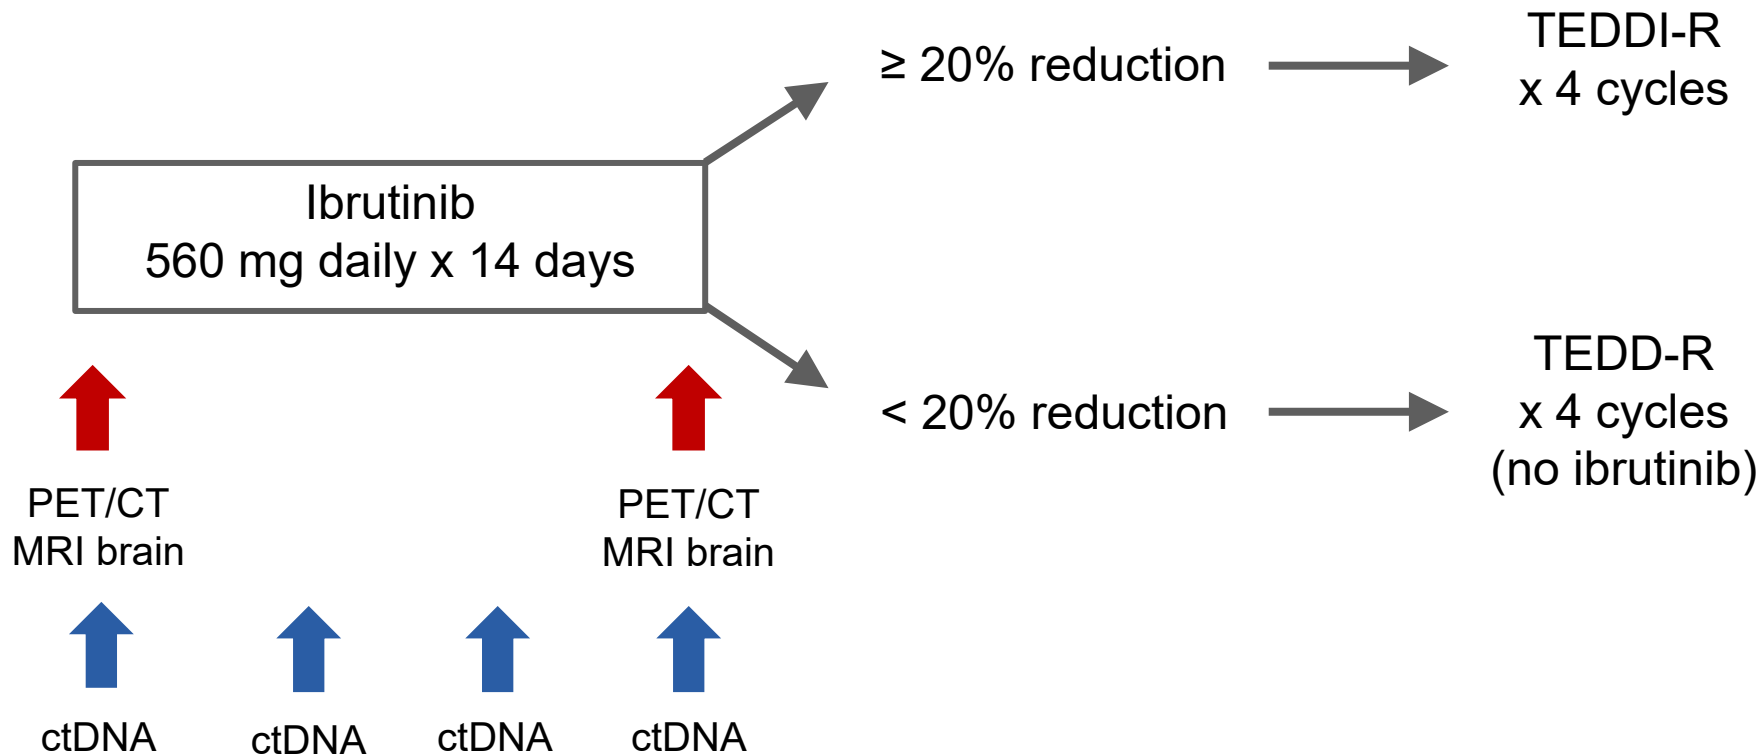 TEDDI-R
x 4 cycles
≥ 20% reduction
Ibrutinib
560 mg daily x 14 days
TEDD-R
x 4 cycles
(no ibrutinib)
< 20% reduction
PET/CT
MRI brain
PET/CT
MRI brain
ctDNA
ctDNA
ctDNA
ctDNA